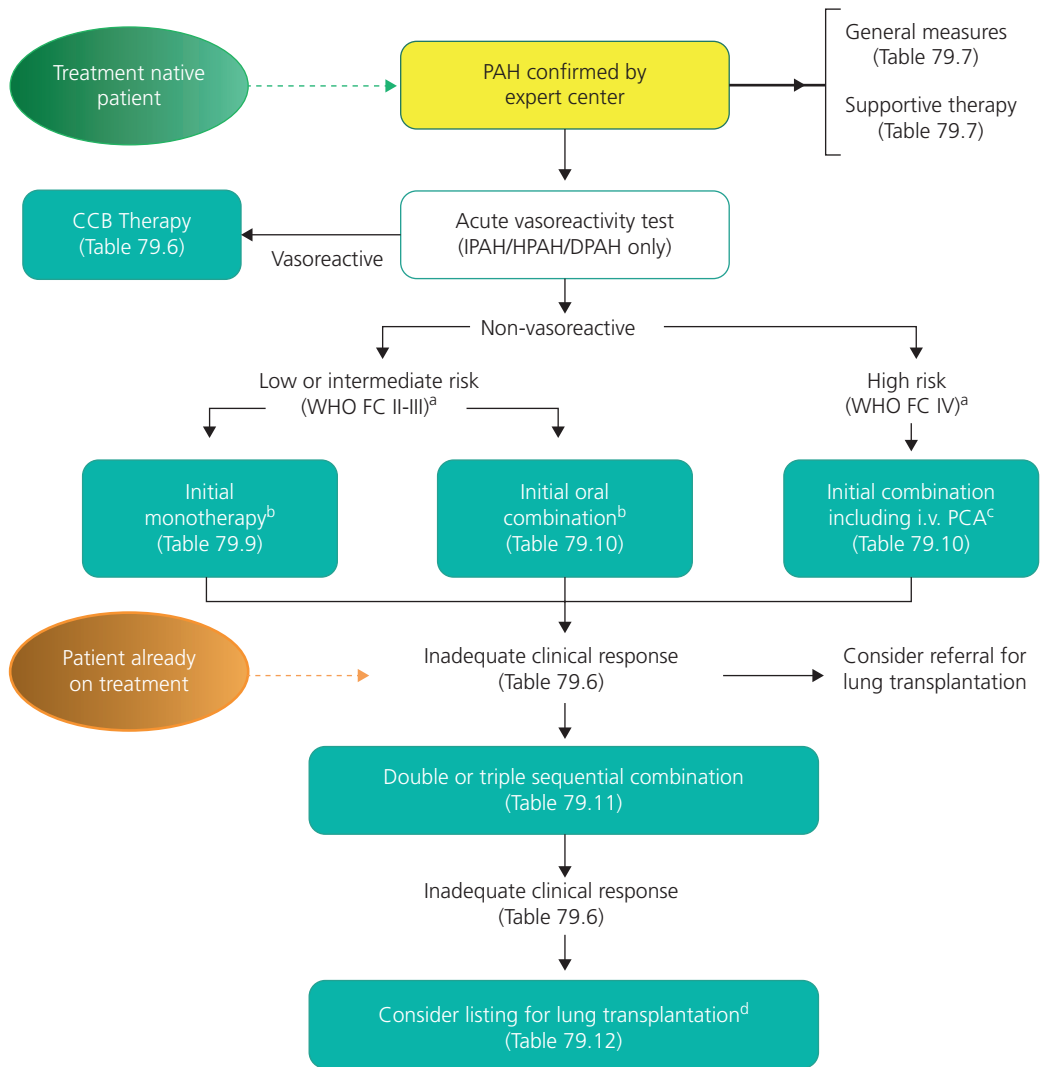 Treatment native
patient
PAH confirmed by
expert center
General measures
(Table 79.7)
Supportive therapy
(Table 79.7)
CCB Therapy
(Table 79.6)
Vasoreactive
Acute vasoreactivity test
(IPAH/HPAH/DPAH only)
Non-vasoreactive
Low or intermediate risk
(WHO FC II-III)a
High risk
(WHO FC IV)a
Initial
monotherapyb
(Table 79.9)
Initial oral
combinationb
(Table 79.10)
Initial combination
including i.v. PCAc
(Table 79.10)
Patient already
on treatment
Inadequate clinical response
(Table 79.6)
Consider referral for
lung transplantation
Double or triple sequential combination
(Table 79.11)
Inadequate clinical response
(Table 79.6)
Consider listing for lung transplantationd
(Table 79.12)